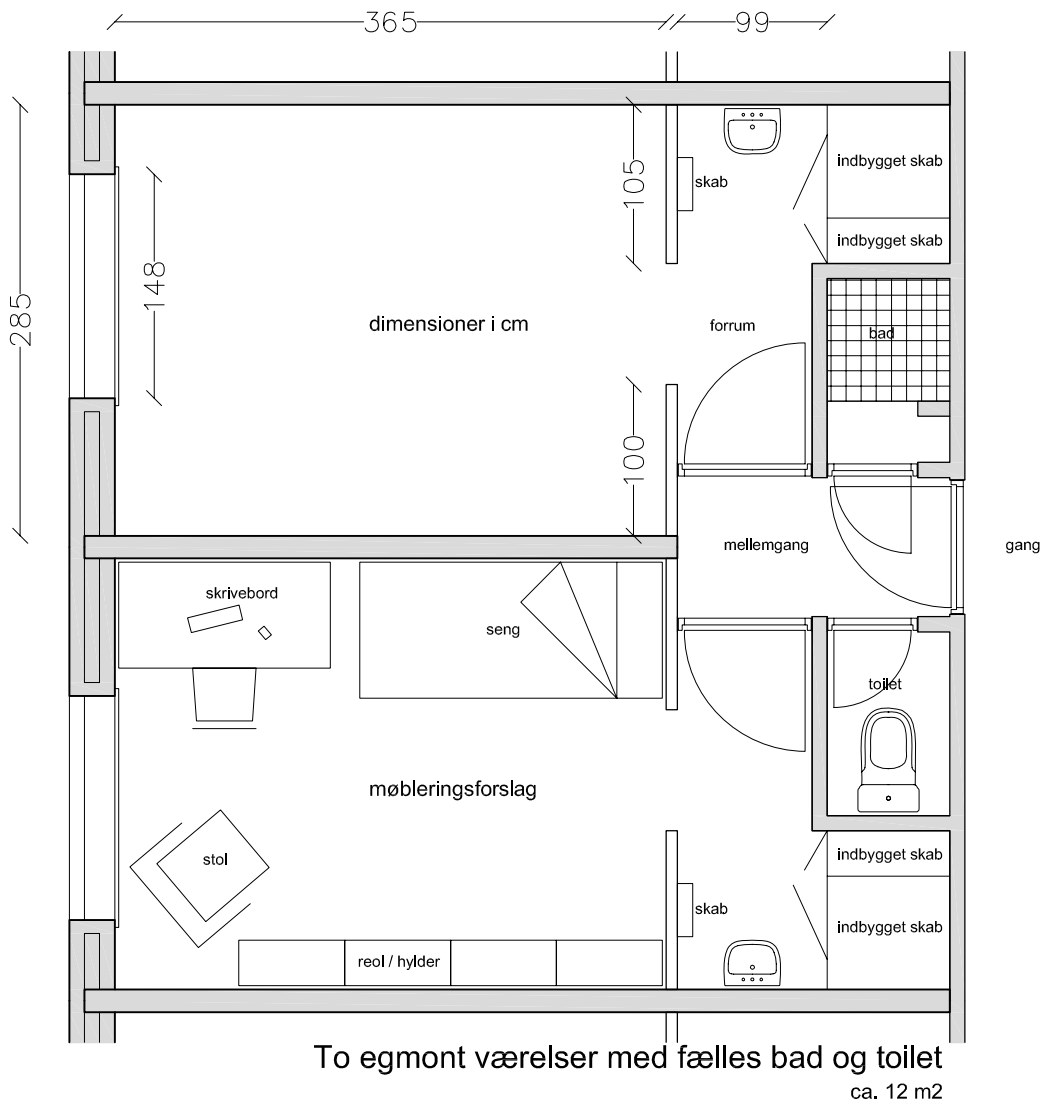 365
99
indbygget skab
skab
105
indbygget skab
148
285
dimensioner i cm
forrum
bad
100
mellemgang
gang
skrivebord
seng
toilet
møbleringsforslag
stol
indbygget skab
skab
indbygget skab
reol / hylder
To egmont værelser med fælles bad og toilet
ca. 12 m2